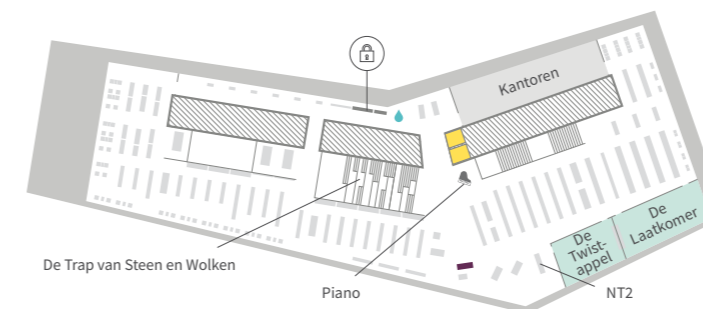 Kantoren
De
Laatkomer
De
Twist-
appel
De Trap van Steen en Wolken
Piano
NT2